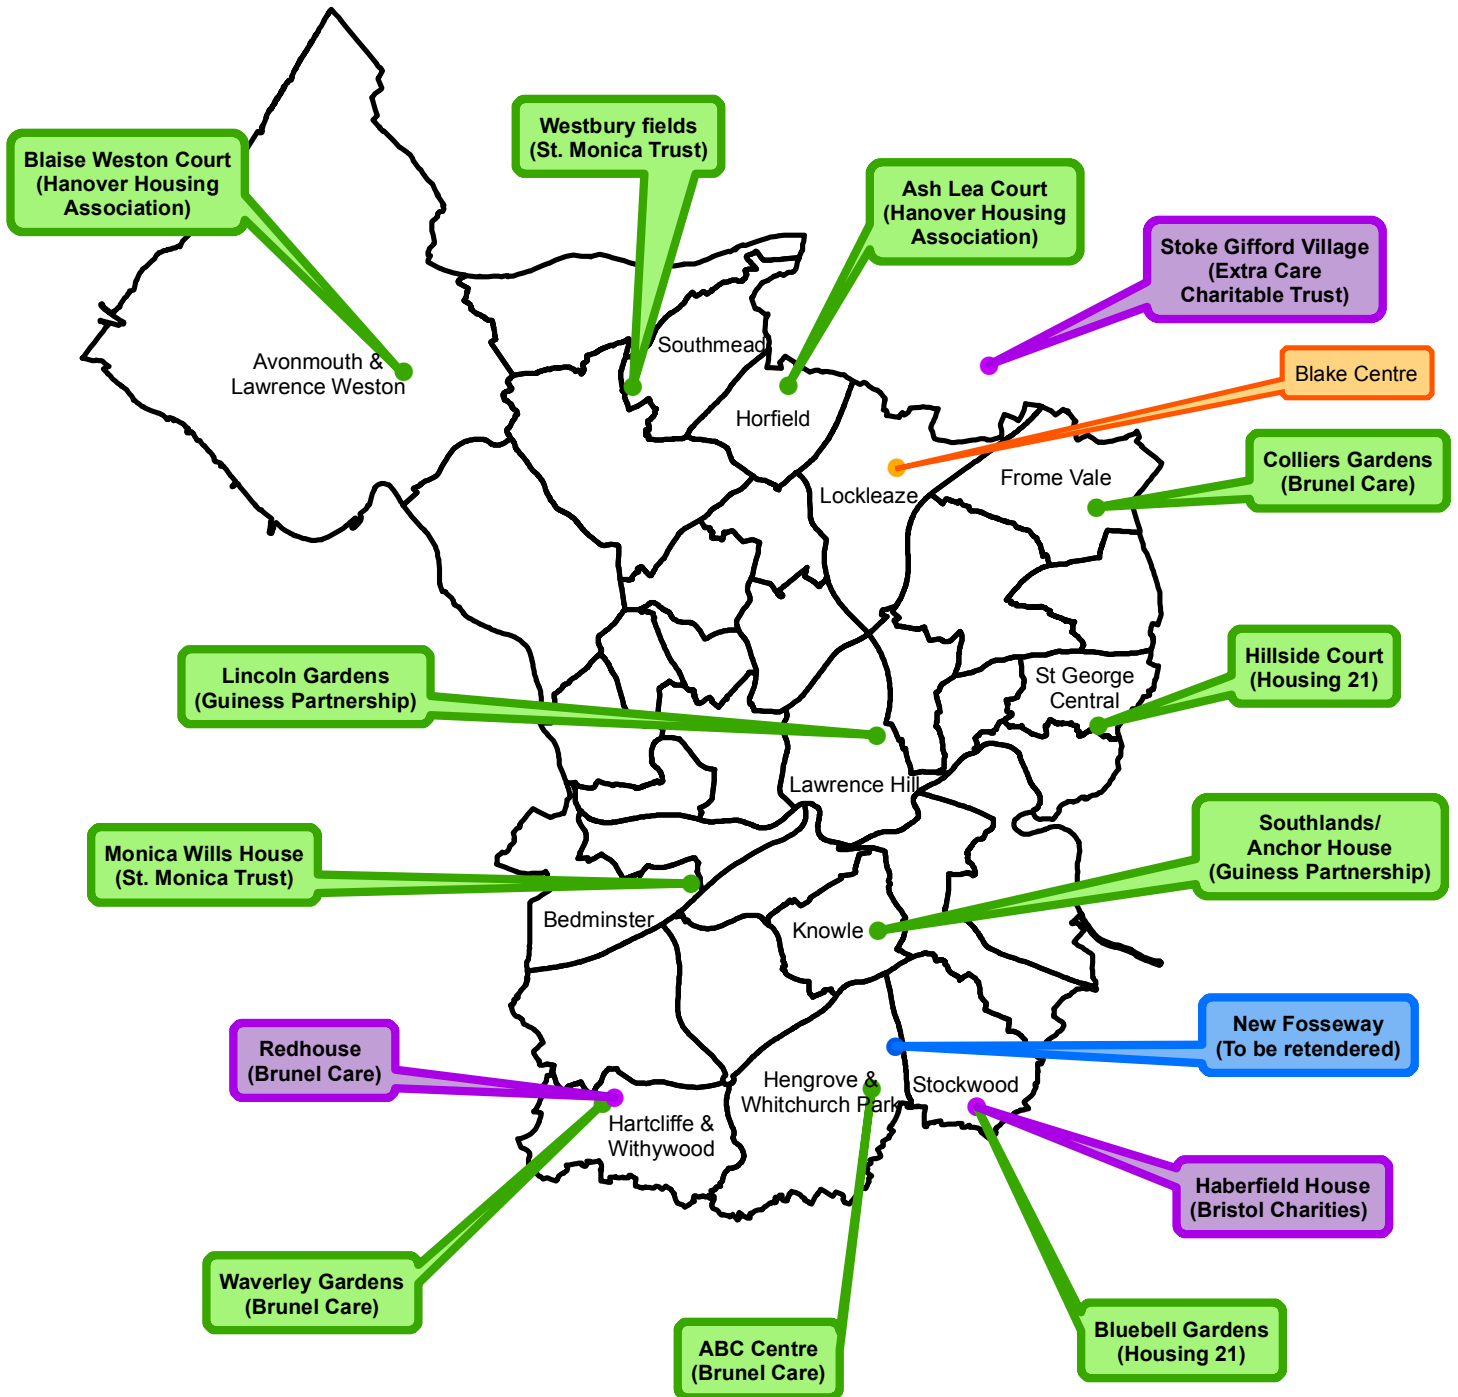 Westbury fields
(St. Monica Trust)
Blaise Weston Court
(Hanover Housing
Association)
Ash Lea Court
(Hanover Housing
Association)
Stoke Gifford Village
(Extra Care
Charitable Trust)
Southmead
Avonmouth &
Lawrence Weston
Blake Centre
Horfield
Colliers Gardens
(Brunel Care)
Frome Vale
Lockleaze
Lincoln Gardens
(Guiness Partnership)
Hillside Court
(Housing 21)
St George
Central
Lawrence Hill
Southlands/
Anchor House
(Guiness Partnership)
Monica Wills House
(St. Monica Trust)
Bedminster
Knowle
New Fosseway
(To be retendered)
Redhouse
(Brunel Care)
Hengrove &
Whitchurch Park
Stockwood
Hartcliffe &
Withywood
Haberfield House
(Bristol Charities)
Waverley Gardens
(Brunel Care)
Bluebell Gardens
(Housing 21)
ABC Centre
(Brunel Care)